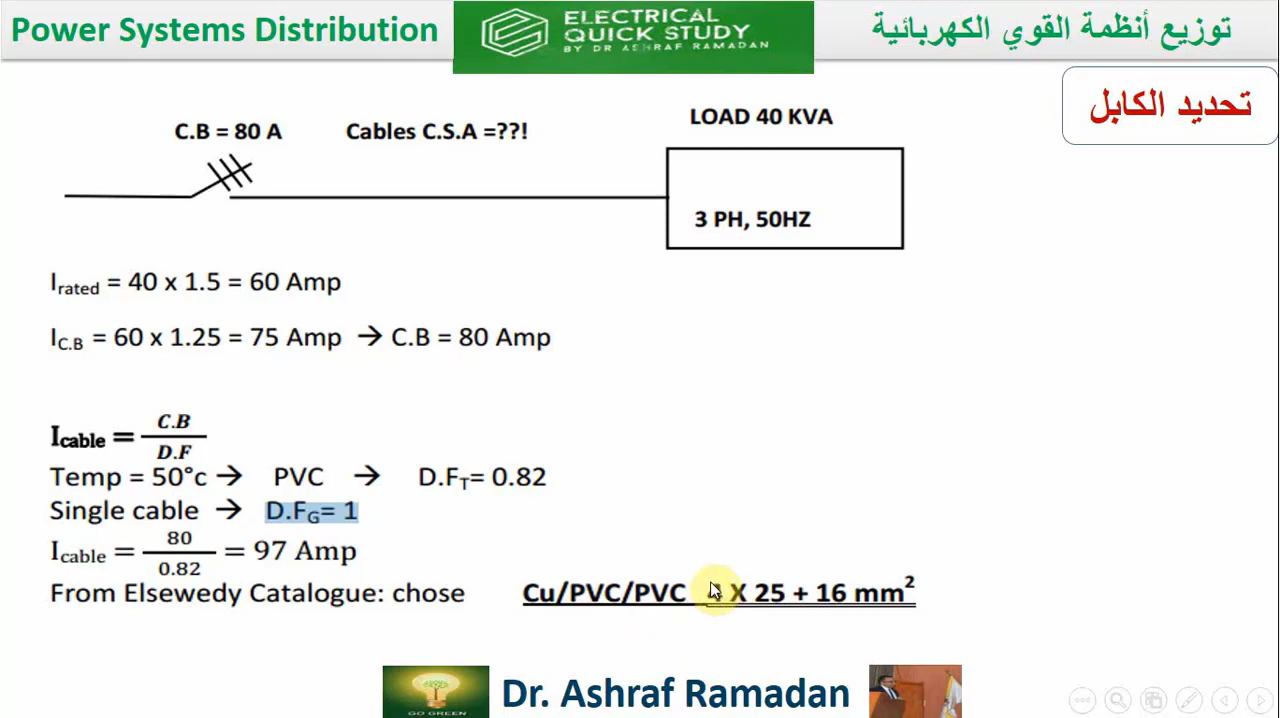 Power Systems Distribution
ELECTRICAL
QUICK STUDY
BY DR ASHRAF RAMADAN
توزيع أنظمة القوي الكهربائية
تحديد الكابل
C.B = 80 A
Cables C.S.A =??!
LOAD 40 KVA
3 PH, 50HZ
Irated = 40 x 1.5 = 60 Amp
IC.B = 60 x 1.25 = 75 Amp → C.B = 80 Amp
Icable = C.B / D.F
Temp = 50°c → PVC → D.FT= 0.82
Single cable → D.FG= 1
Icable = 80 / 0.82 = 97 Amp
From Elsewedy Catalogue: chose Cu/PVC/PVC X 25 + 16 mm²
GO GREEN
Dr. Ashraf Ramadan